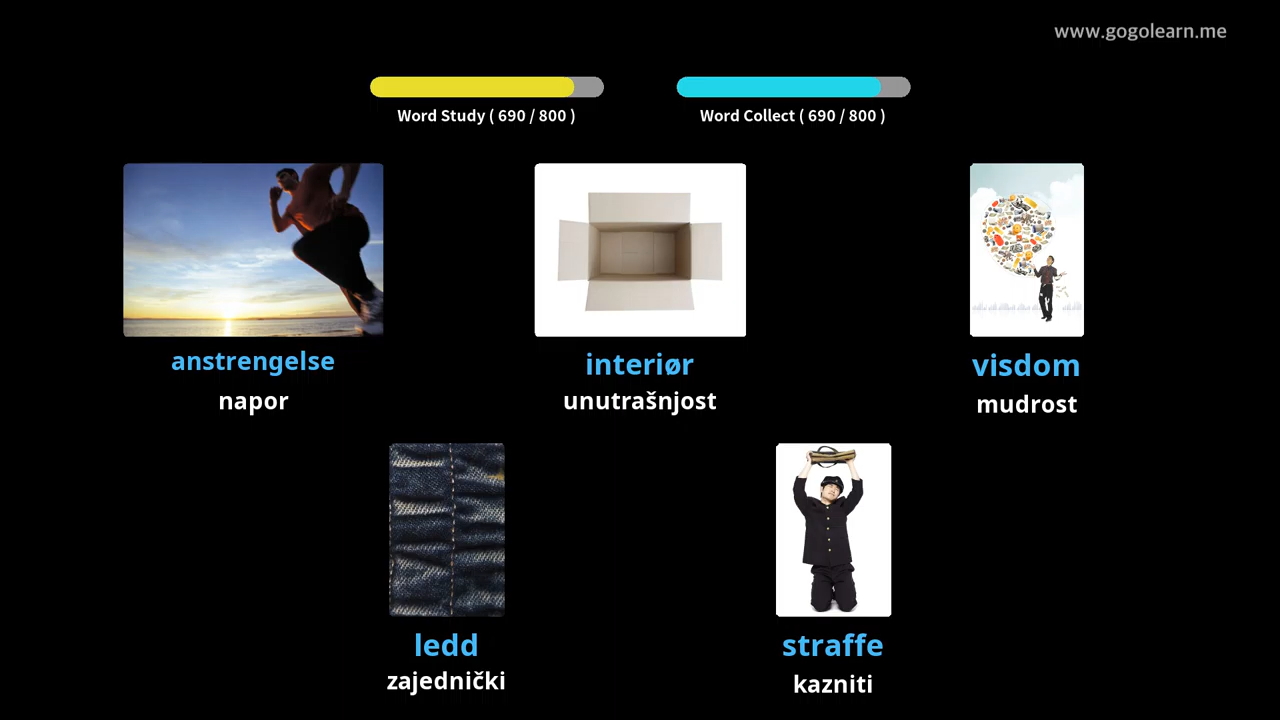 www.gogolearn.me
Word Study ( 690 / 800 )
Word Collect ( 690 / 800 )
anstrengelse
napor
interiør
unutrašnjost
visdom
mudrost
ledd
zajednički
straffe
kazniti